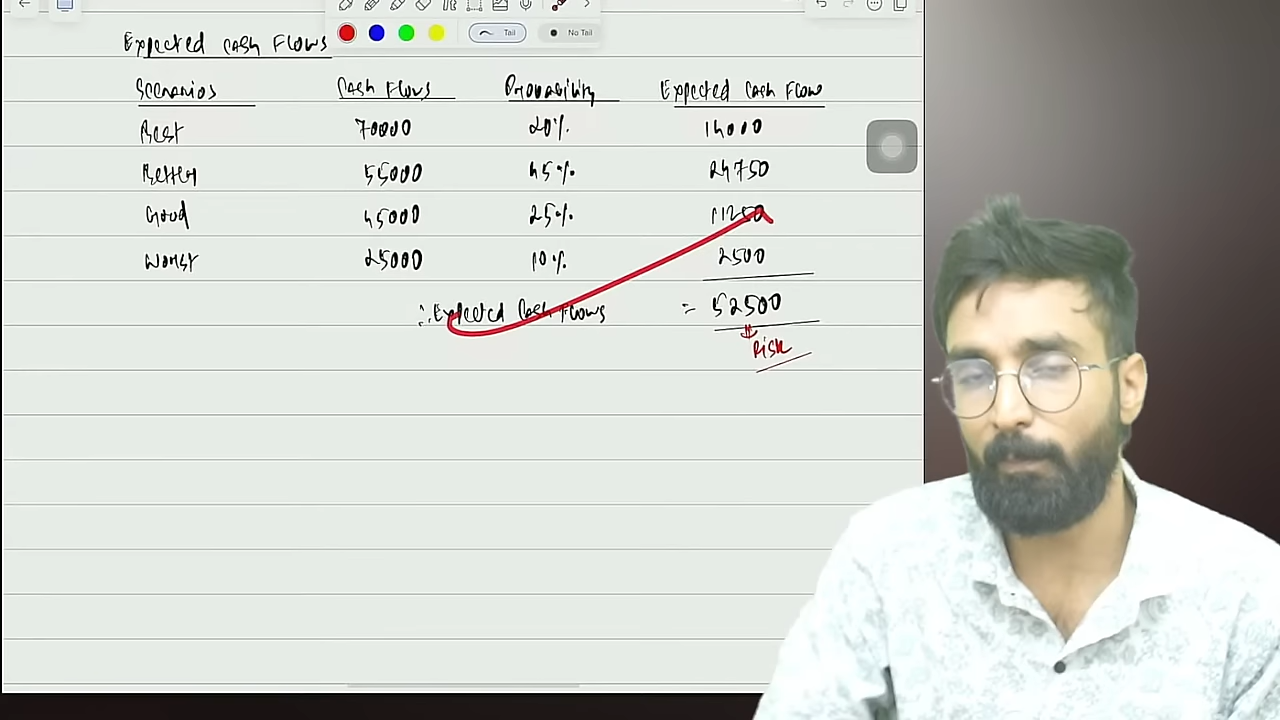 Tail No Tail
Expected Cash Flows
Scenarios Cash Flows Probability Expected Cash Flow
Best 70000 20% 14000
Better 55000 45% 24750
Good 45000 25% 11250
Worst 25000 10% 2500
∴ Expected Cash Flows = 52500
Risk